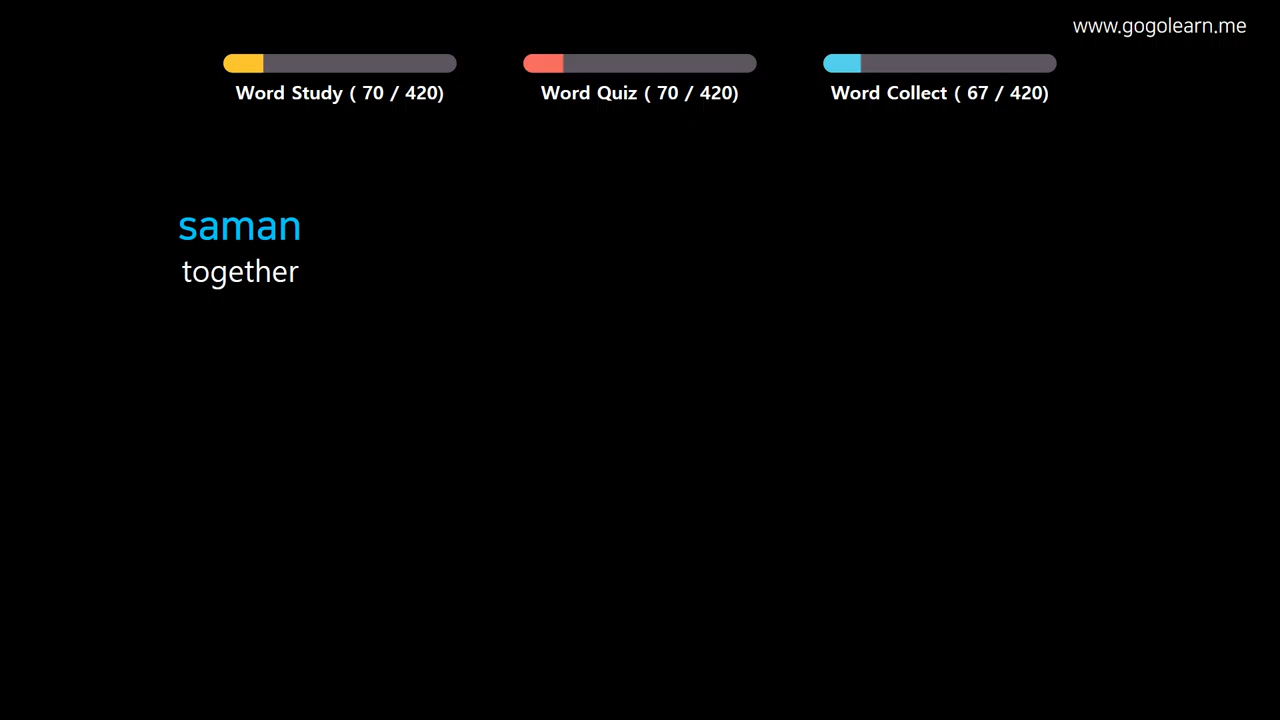 www.gogolearn.me
Word Study ( 70 / 420)
Word Quiz ( 70 / 420)
Word Collect ( 67 / 420)
saman
together